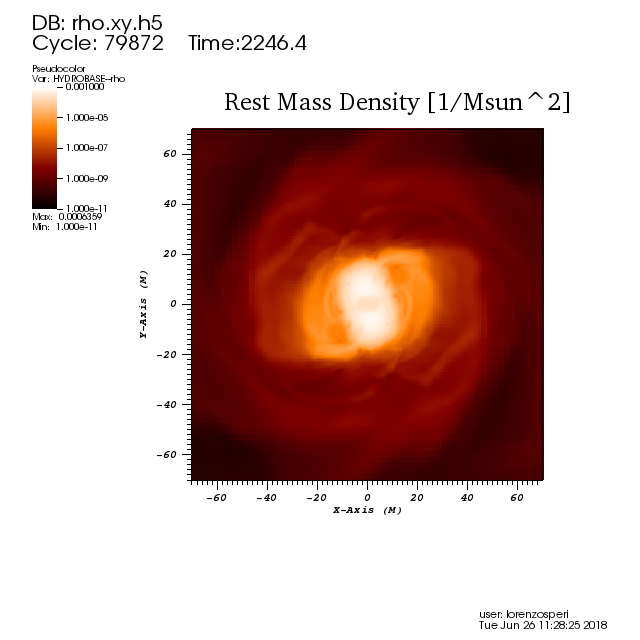 DB: rho.xy.h5
Cycle: 79872 Time:2246.4
Pseudocolor
Var: HYDROBASE--rho
0.001000
1.000e-05
1.000e-07
1.000e-09
1.000e-11
Max: 0.0006359
Min: 1.000e-11
Rest Mass Density [1/Msun^2]
60
40
20
0
-20
-40
-60
Y-Axis (M)
-60 -40 -20 0 20 40 60
X-Axis (M)
user: lorenzosperi
Tue Jun 26 11:28:25 2018